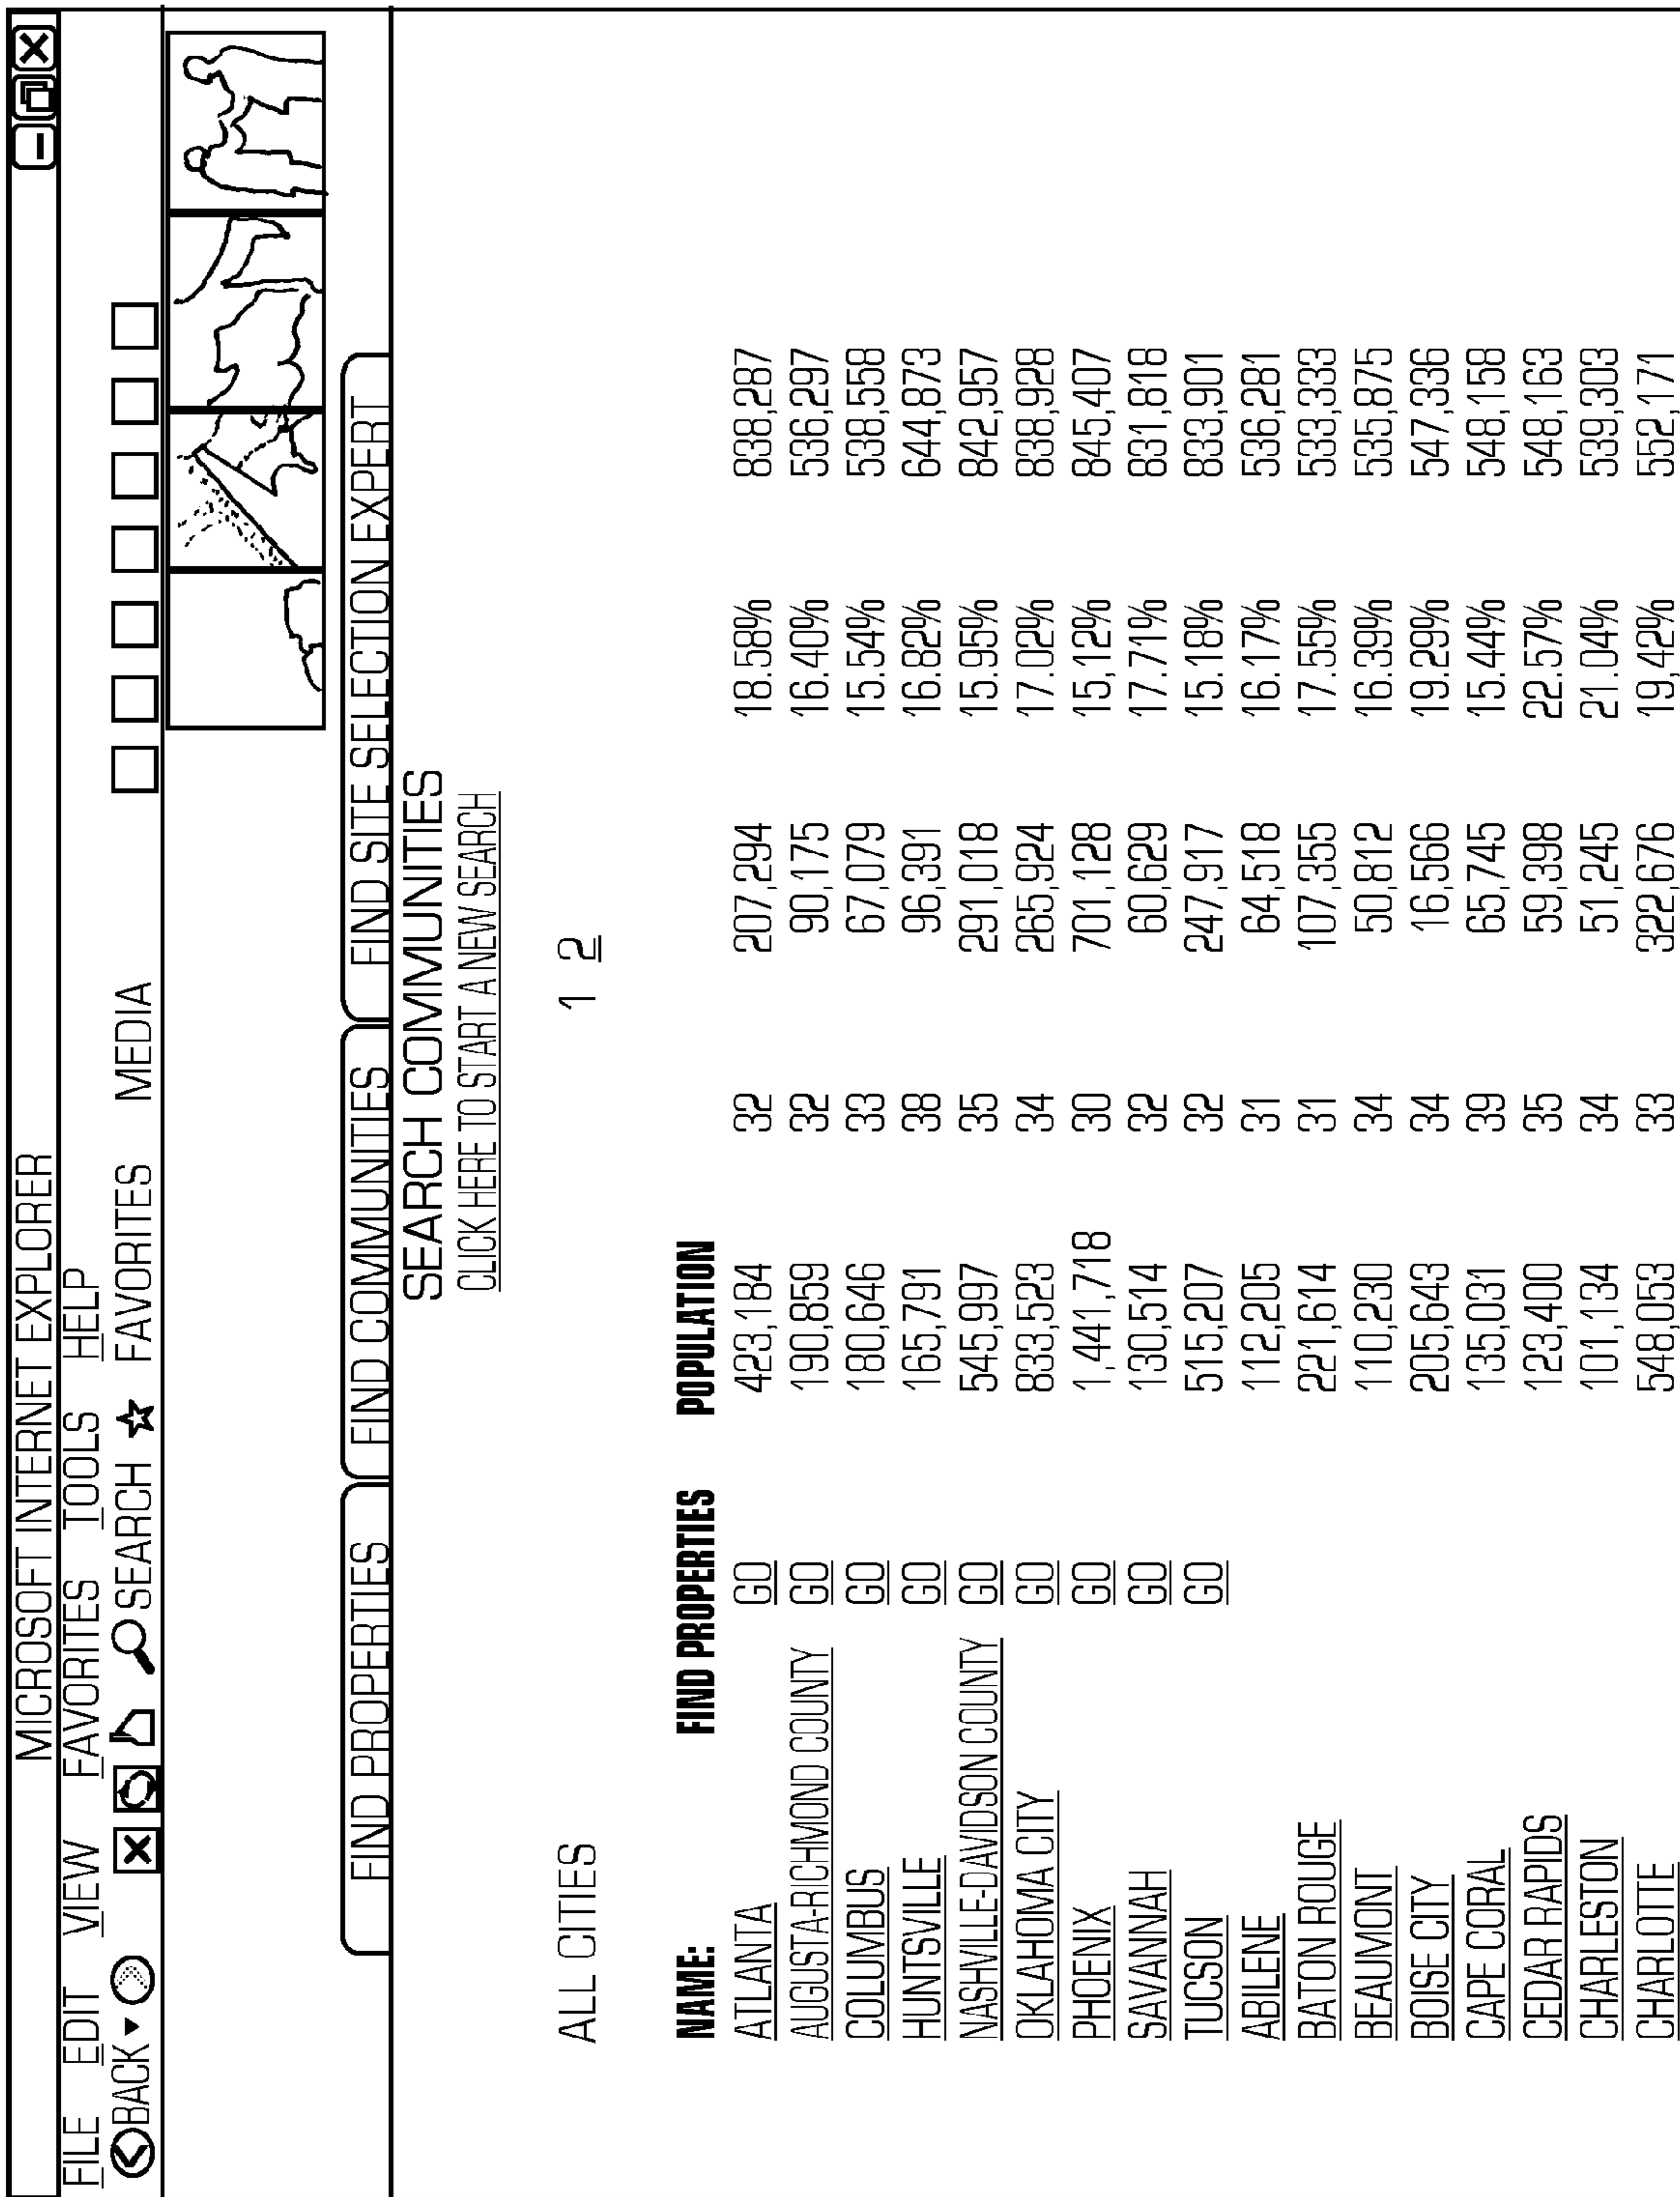 MICROSOFT INTERNET EXPLORER
FILE EDIT VIEW FAVORITES TOOLS HELP
BACK SEARCH FAVORITES MEDIA
FIND PROPERTIES FIND COMMUNITIES FIND SITE SELECTION EXPERT
SEARCH COMMUNITIES
CLICK HERE TO START A NEW SEARCH
ALL CITIES 1 2
NAME: FIND PROPERTIES POPULATION
ATLANTA GO 423,184 32 207,294 18.58% 838,287
AUGUSTA-RICHMOND COUNTY GO 190,859 32 90,175 16.40% 536,297
COLUMBUS GO 180,646 33 67,079 15.54% 538,558
HUNTSVILLE GO 165,791 38 96,391 16.82% 644,873
NASHVILLE-DAVIDSON COUNTY GO 545,997 35 291,018 15.95% 842,957
OKLAHOMA CITY GO 833,523 34 265,924 17.02% 838,928
PHOENIX GO 1,441,718 30 701,128 15,12% 845,407
SAVANNAH GO 130,514 32 60,629 17.71% 831,818
TUCSON GO 515,207 32 247,917 15.18% 833,901
ABILENE 112,205 31 64,518 16.17% 536,281
BATON ROUGE 221,614 31 107,355 17.55% 533,333
BEAUMONT 110,230 34 50,812 16.39% 535,875
BOISE CITY 205,643 34 16,566 19.29% 547,336
CAPE CORAL 135,031 39 65,745 15.44% 548,158
CEDAR RAPIDS 123,400 35 59,398 22.57% 548,163
CHARLESTON 101,134 34 51,245 21.04% 539,303
CHARLOTTE 548,053 33 322,676 19,42% 552,171